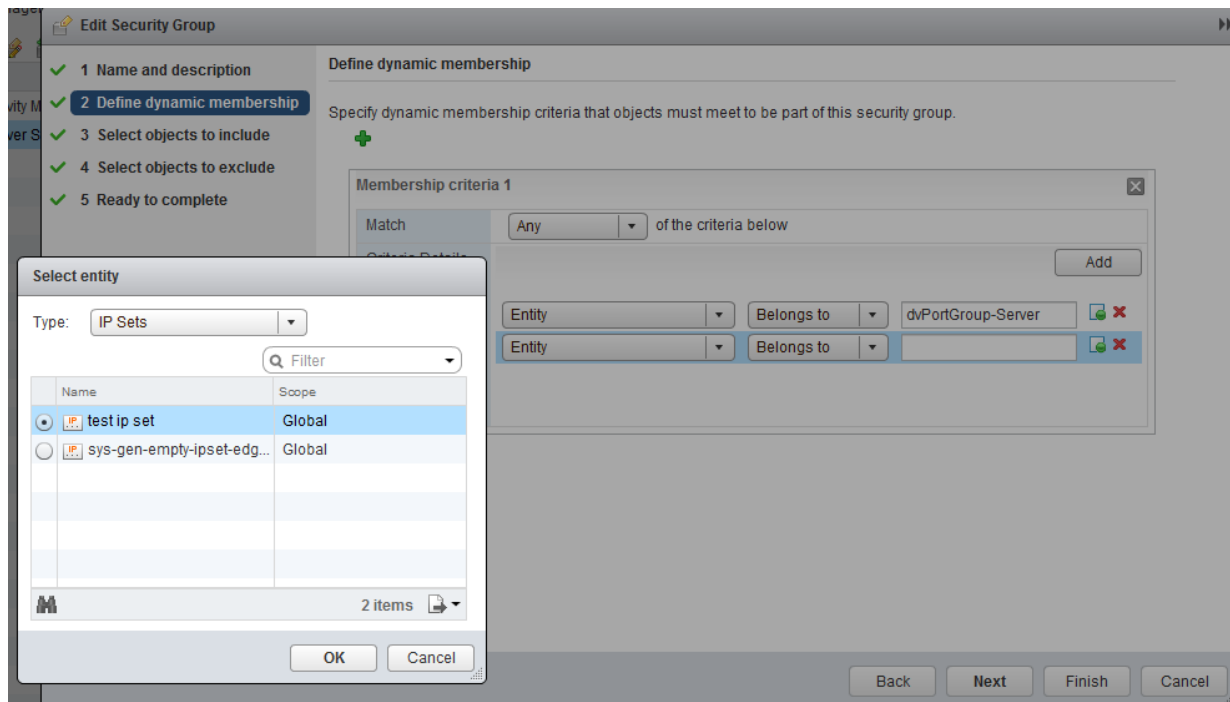 Edit Security Group
1 Name and description
2 Define dynamic membership
3 Select objects to include
4 Select objects to exclude
5 Ready to complete
Define dynamic membership
Specify dynamic membership criteria that objects must meet to be part of this security group.
Membership criteria 1
Match Any of the criteria below
Criteria Details
Add
Entity Belongs to dvPortGroup-Server
Entity Belongs to
Select entity
Type: IP Sets
Filter
Name Scope
IP test ip set Global
IP sys-gen-empty-ipset-edg... Global
2 items
OK Cancel
Back Next Finish Cancel